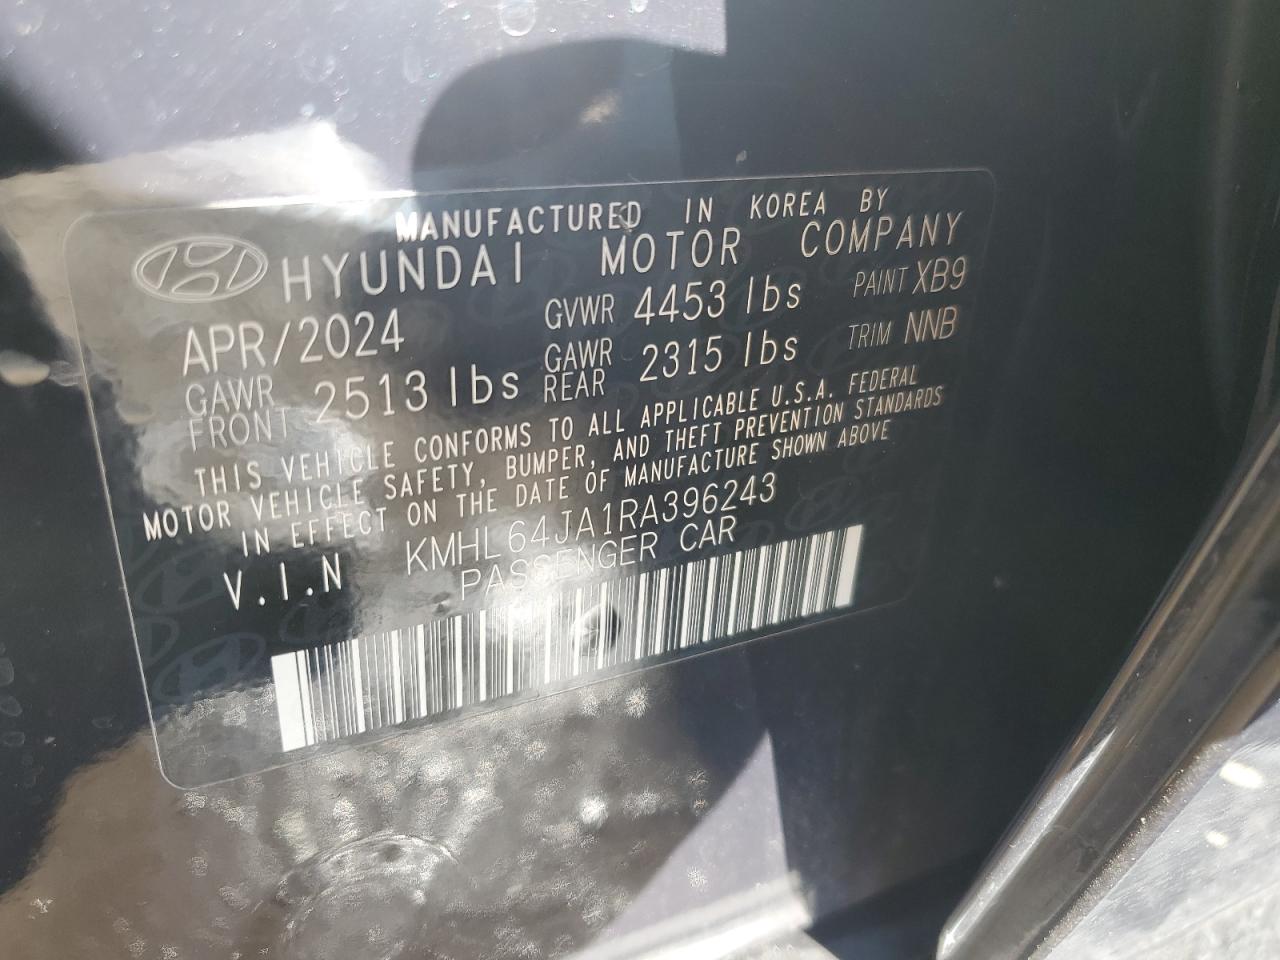 MANUFACTURED IN KOREA BY
HYUNDAI MOTOR COMPANY
APR/2024 GVWR 4453 lbs PAINT XB9
GAWR FRONT 2513 lbs GAWR REAR 2315 lbs TRIM NNB
THIS VEHICLE CONFORMS TO ALL APPLICABLE U.S.A. FEDERAL
MOTOR VEHICLE SAFETY, BUMPER, AND THEFT PREVENTION STANDARDS
IN EFFECT ON THE DATE OF MANUFACTURE SHOWN ABOVE
V.I.N KMHL64JA1RA396243
PASSENGER CAR